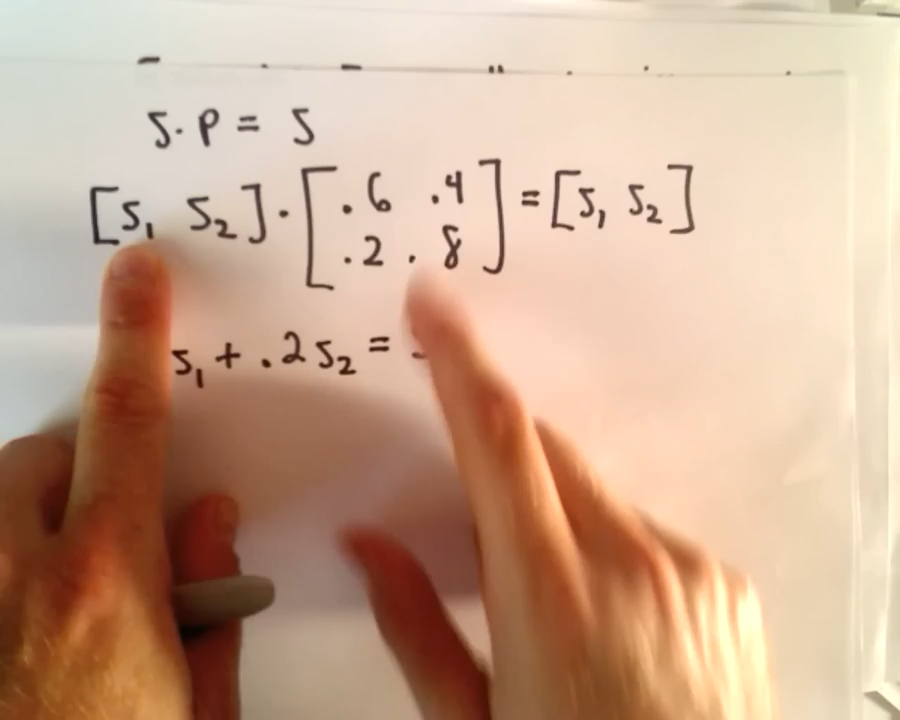 S · P = S
[S₁ S₂] · [.6 .4 .2 .8] = [S₁ S₂]
S₁ + .2 S₂ =